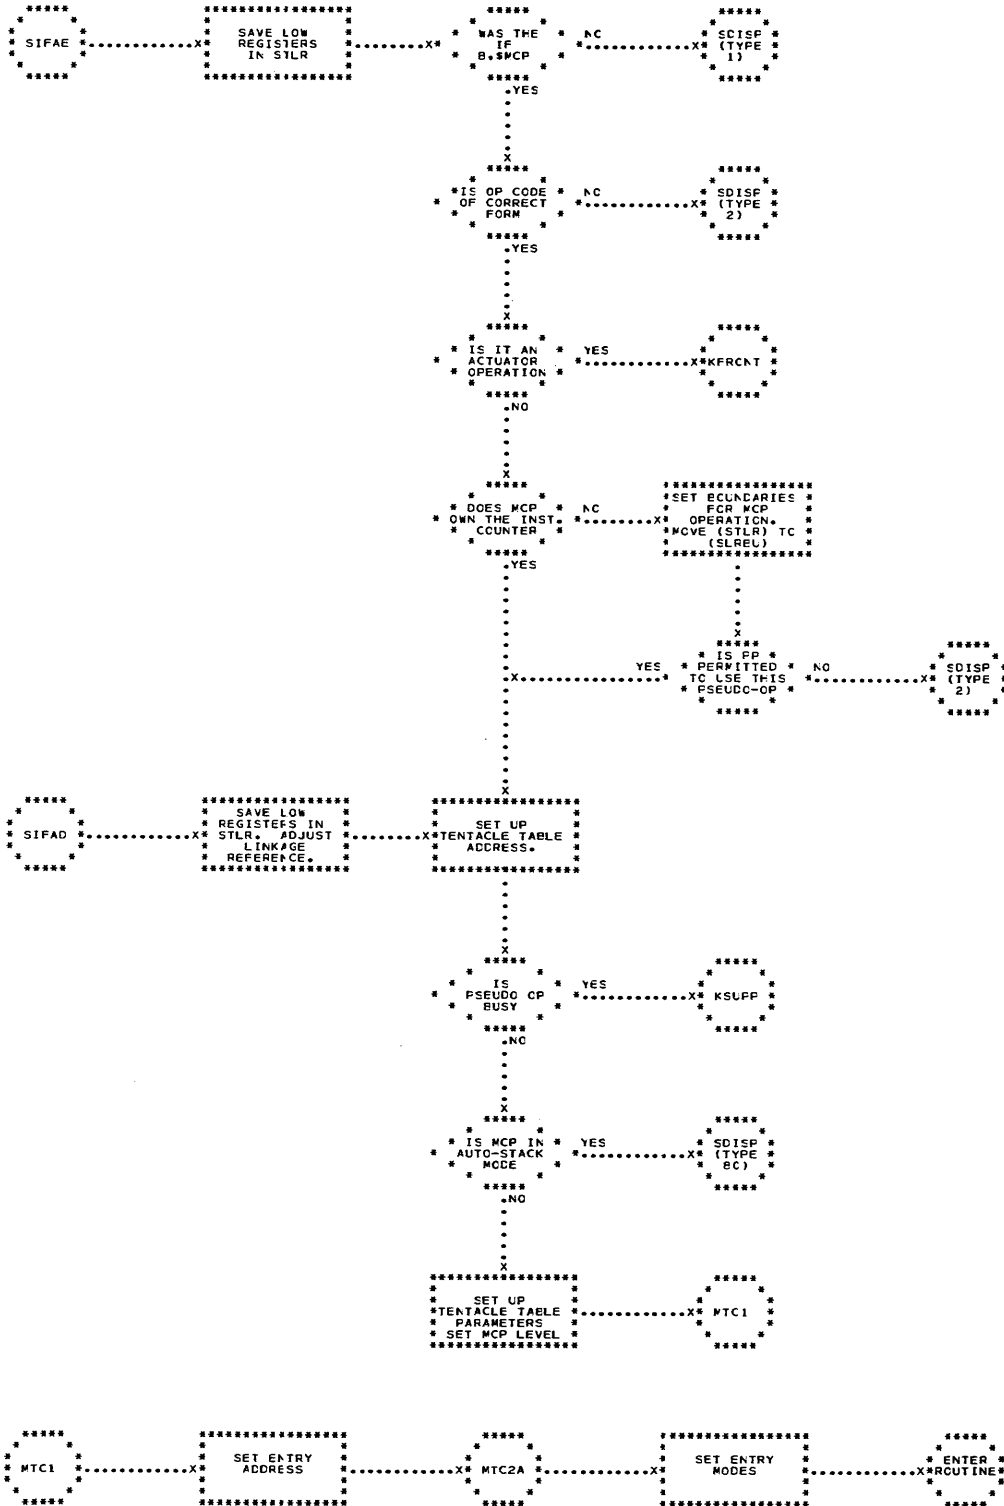 SIFAE
SAVE LOW
REGISTERS
IN STLR
WAS THE
IF
B.$MCP
NC
SDISP
(TYPE
1)
YES
IS OP CODE
OF CORRECT
FORM
NC
SDISP
(TYPE
2)
YES
IS IT AN
ACTUATOR
OPERATION
YES
KFRCNT
NO
DOES MCP
OWN THE INST.
COUNTER
NC
SET BOUNDARIES
FOR MCP
OPERATION.
MOVE (STLR) TO
(SLREU)
YES
IS PP
PERMITTED
TO USE THIS
PSEUDO-OP
YES
NO
SDISP
(TYPE
2)
SIFAD
SAVE LOW
REGISTERS IN
STLR. ADJUST
LINKAGE
REFERENCE.
SET UP
TENTACLE TABLE
ADDRESS.
IS
PSEUDO OP
BUSY
YES
KSUPP
NO
IS MCP IN
AUTO-STACK
MODE
YES
SDISP
(TYPE
8C)
NO
SET UP
TENTACLE TABLE
PARAMETERS
SET MCP LEVEL
MTC1
MTC1
SET ENTRY
ADDRESS
MTC2A
SET ENTRY
MODES
ENTER
ROUTINE